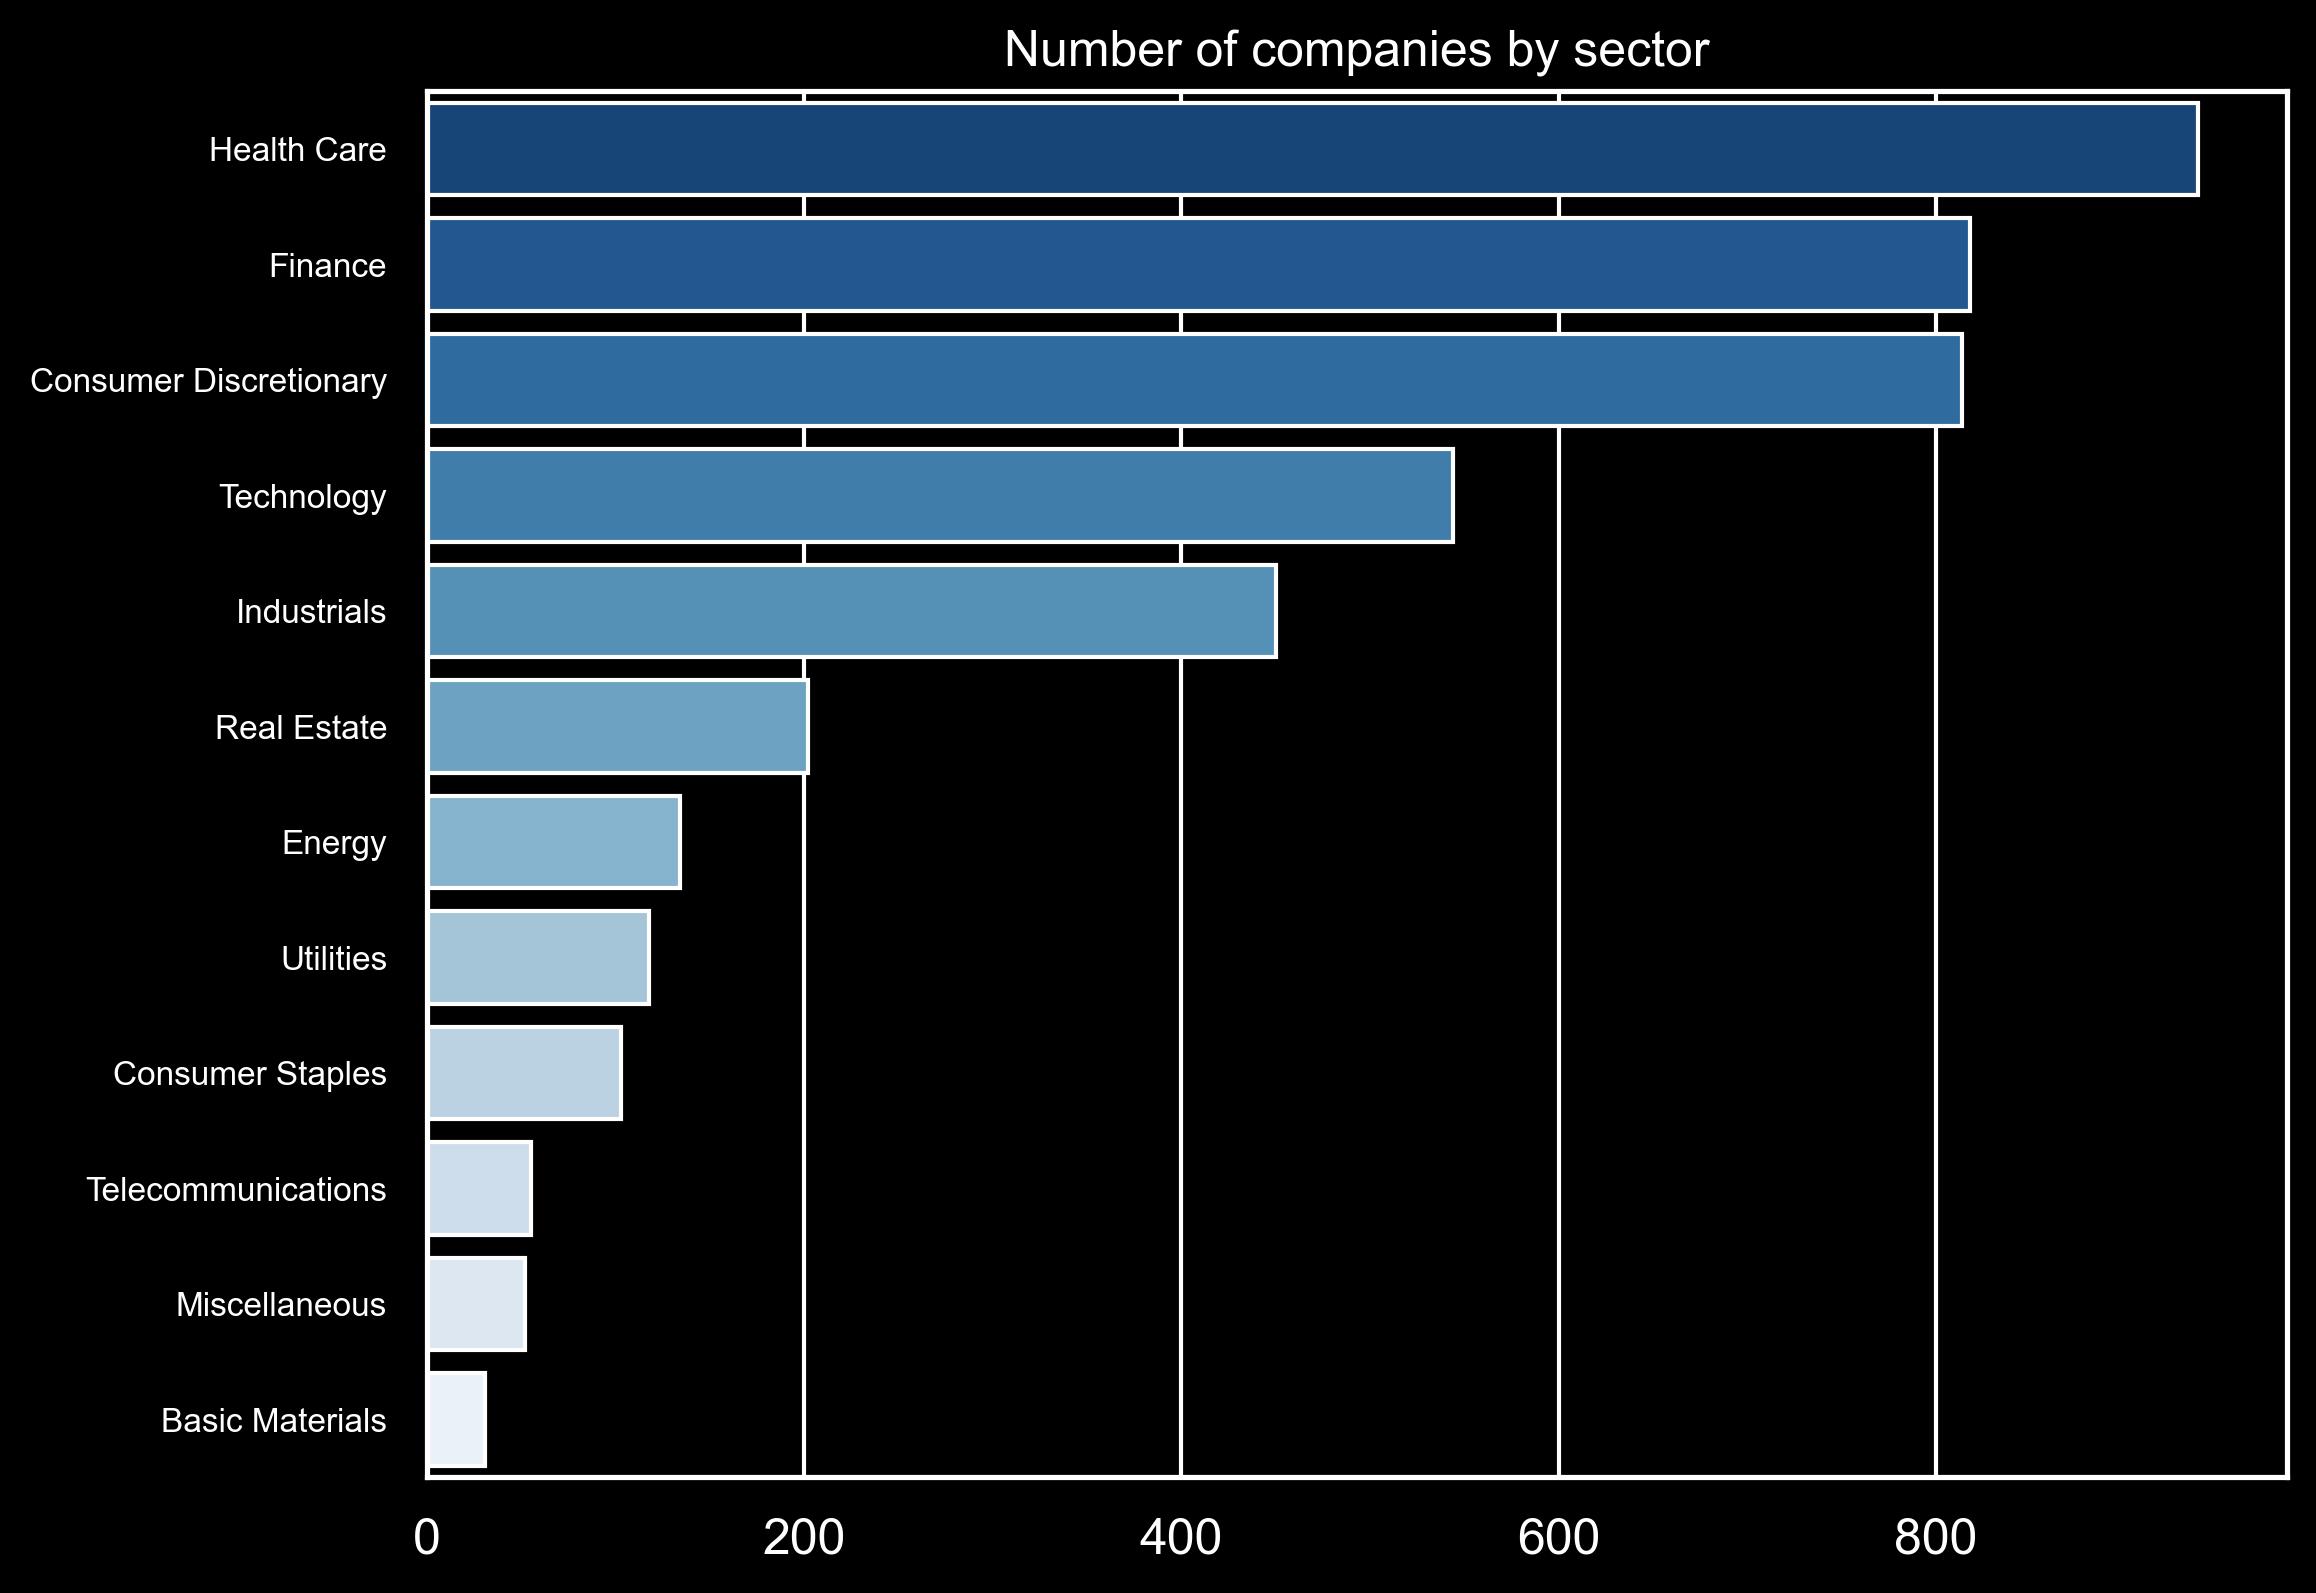 Number of companies by sector
Health Care
Finance
Consumer Discretionary
Technology
Industrials
Real Estate
Energy
Utilities
Consumer Staples
Telecommunications
Miscellaneous
Basic Materials
0 200 400 600 800